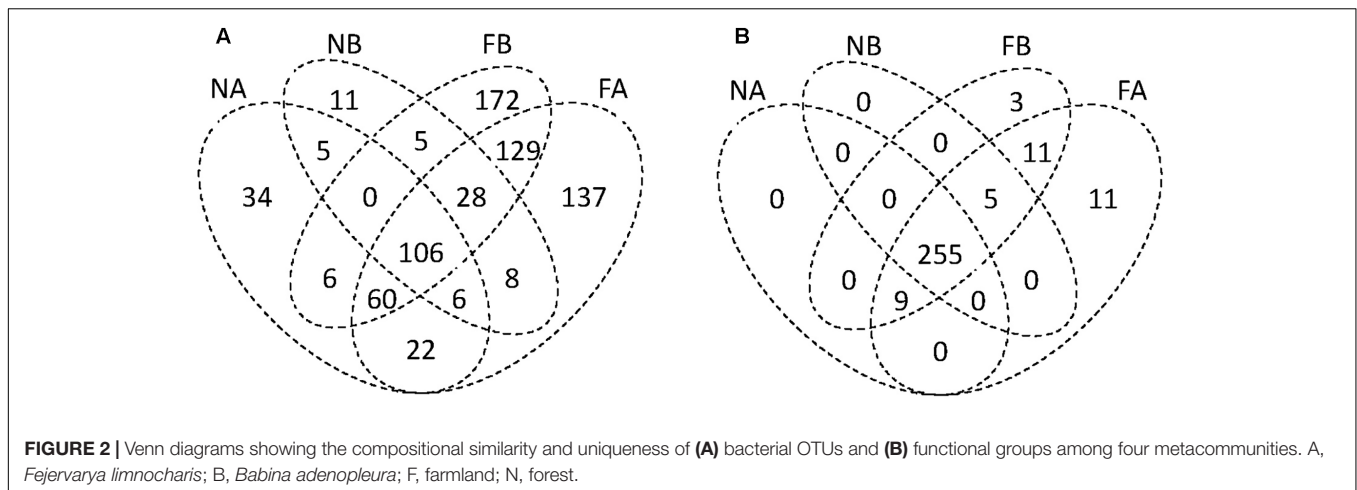 A
B
NB
FB
NB
FB
NA
FA
NA
FA
11
172
0
3
5
5
129
0
0
11
34
0
28
137
0
0
5
11
106
255
6
8
0
0
60
6
9
0
22
0
FIGURE 2 | Venn diagrams showing the compositional similarity and uniqueness of (A) bacterial OTUs and (B) functional groups among four metacommunities. A,
Fejervarya limnocharis; B, Babina adenopleura; F, farmland; N, forest.